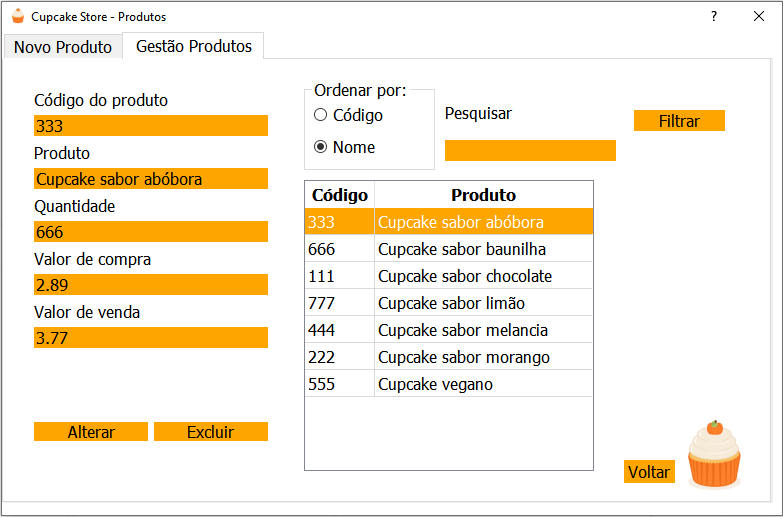 Cupcake Store - Produtos
?
Novo Produto
Gestão Produtos
Código do produto
333
Produto
Cupcake sabor abóbora
Quantidade
666
Valor de compra
2.89
Valor de venda
3.77
Alterar
Excluir
Ordenar por:
Código
Nome
Pesquisar
Filtrar
Código Produto
333 Cupcake sabor abóbora
666 Cupcake sabor baunilha
111 Cupcake sabor chocolate
777 Cupcake sabor limão
444 Cupcake sabor melancia
222 Cupcake sabor morango
555 Cupcake vegano
Voltar